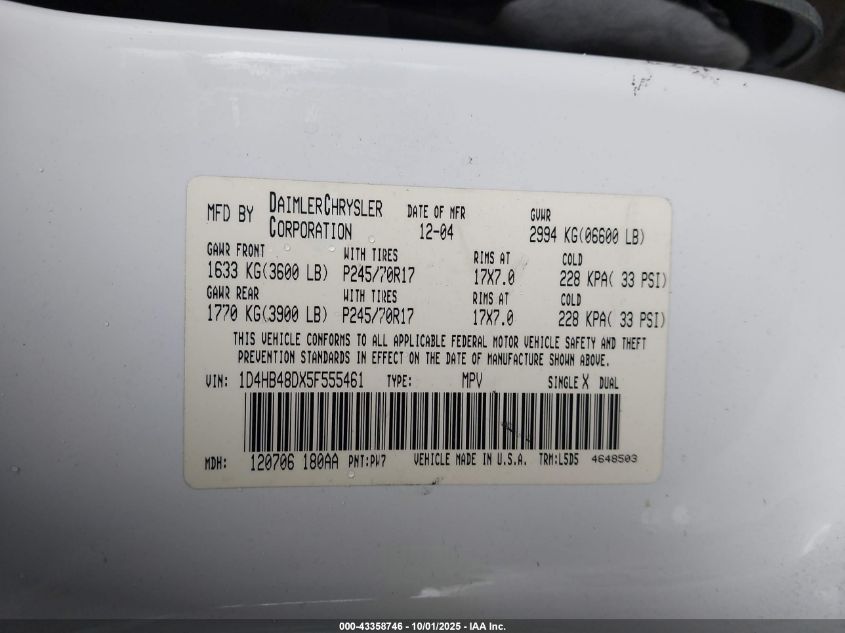 MFD BY DAIMLERCHRYSLER CORPORATION DATE OF MFR 12-04 GVWR 2994 KG(06600 LB)
GAWR FRONT WITH TIRES RIMS AT COLD
1633 KG(3600 LB) P245/70R17 17X7.0 228 KPA( 33 PSI)
GAWR REAR WITH TIRES RIMS AT COLD
1770 KG(3900 LB) P245/70R17 17X7.0 228 KPA( 33 PSI)
THIS VEHICLE CONFORMS TO ALL APPLICABLE FEDERAL MOTOR VEHICLE SAFETY AND THEFT
PREVENTION STANDARDS IN EFFECT ON THE DATE OF MANUFACTURE SHOWN ABOVE.
VIN: 1D4HB48DX5F555461 TYPE: MPV SINGLE X DUAL
MDH: 120706 180AA PNT:PW7 VEHICLE MADE IN U.S.A. TRM:L5D5 4648503
000-43358746 - 10/01/2025 - IAA Inc.